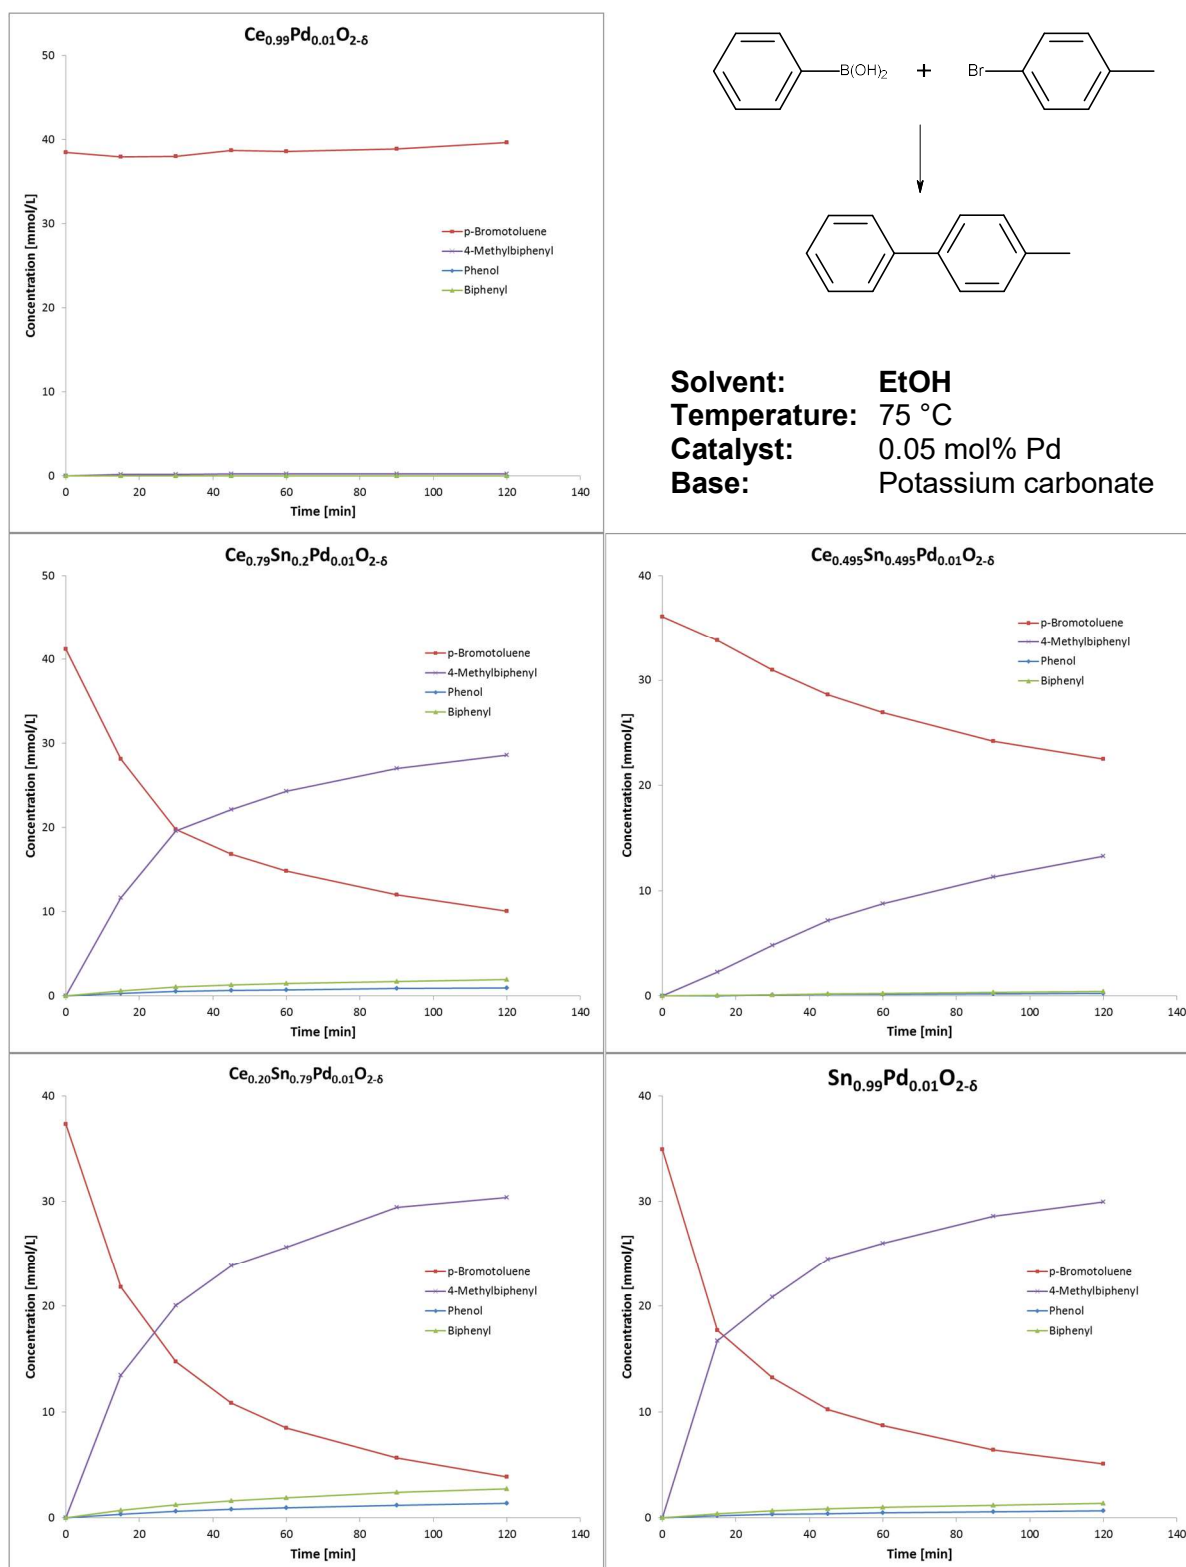 Ce0.99Pd0.01O2-δ
50
40
30
20
10
0
0 20 40 60 80 100 120 140
Concentration [mmol/L]
Time [min]
p-Bromotoluene
4-Methylbiphenyl
Phenol
Biphenyl
B(OH)2 + Br
Solvent: EtOH
Temperature: 75 °C
Catalyst: 0.05 mol% Pd
Base: Potassium carbonate
Ce0.79Sn0.2Pd0.01O2-δ
50
40
30
20
10
0
0 20 40 60 80 100 120 140
Concentration [mmol/L]
Time [min]
p-Bromotoluene
4-Methylbiphenyl
Phenol
Biphenyl
Ce0.495Sn0.495Pd0.01O2-δ
40
30
20
10
0
0 20 40 60 80 100 120 140
Concentration [mmol/L]
Time [min]
p-Bromotoluene
4-Methylbiphenyl
Phenol
Biphenyl
Ce0.20Sn0.79Pd0.01O2-δ
40
30
20
10
0
0 20 40 60 80 100 120 140
Concentration [mmol/L]
Time [min]
p-Bromotoluene
4-Methylbiphenyl
Phenol
Biphenyl
Sn0.99Pd0.01O2-δ
40
30
20
10
0
0 20 40 60 80 100 120 140
Concentration [mmol/L]
Time [min]
p-Bromotoluene
4-Methylbiphenyl
Phenol
Biphenyl